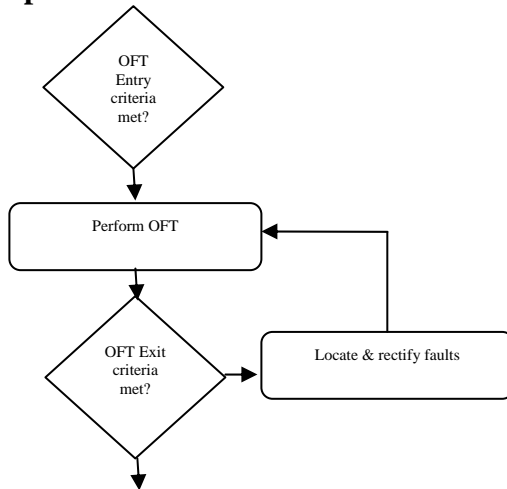 OFT
Entry
criteria
met?
Perform OFT
OFT Exit
criteria
met?
Locate & rectify faults